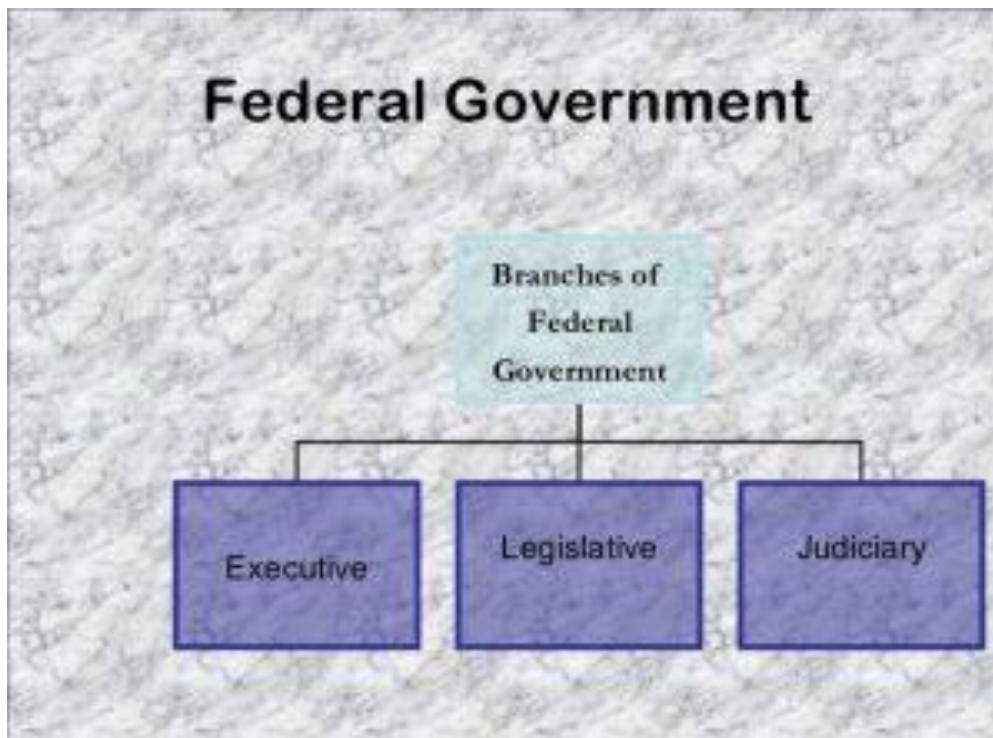 Federal Government
Branches of
Federal
Government
Executive
Legislative
Judiciary